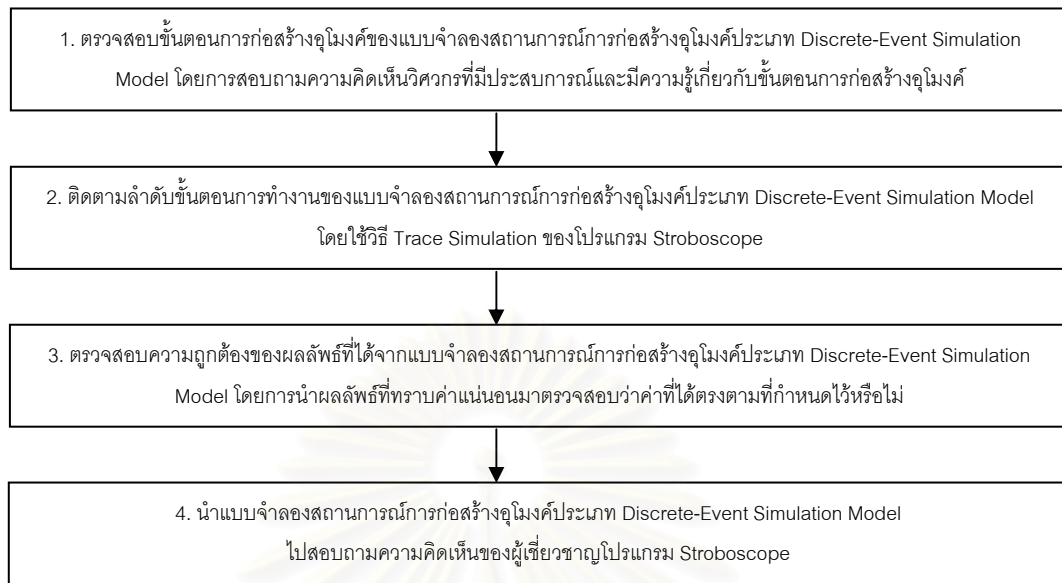 1. ตรวจสอบขั้นตอนการก่อสร้างอุโมงค์ของแบบจำลองสถานการณ์การก่อสร้างอุโมงค์ประเภท Discrete-Event Simulation
Model โดยการสอบถามความคิดเห็นวิศวกรที่มีประสบการณ์และมีความรู้เกี่ยวกับขั้นตอนการก่อสร้างอุโมงค์
2. ติดตามลำดับขั้นตอนการทำงานของแบบจำลองสถานการณ์การก่อสร้างอุโมงค์ประเภท Discrete-Event Simulation Model
โดยใช้วิธี Trace Simulation ของโปรแกรม Stroboscope
3. ตรวจสอบความถูกต้องของผลลัพธ์ที่ได้จากแบบจำลองสถานการณ์การก่อสร้างอุโมงค์ประเภท Discrete-Event Simulation
Model โดยการนำผลลัพธ์ที่ทราบค่าแน่นอนมาตรวจสอบว่าค่าที่ได้ตรงตามที่กำหนดไว้หรือไม่
4. นำแบบจำลองสถานการณ์การก่อสร้างอุโมงค์ประเภท Discrete-Event Simulation Model
ไปสอบถามความคิดเห็นของผู้เชี่ยวชาญโปรแกรม Stroboscope